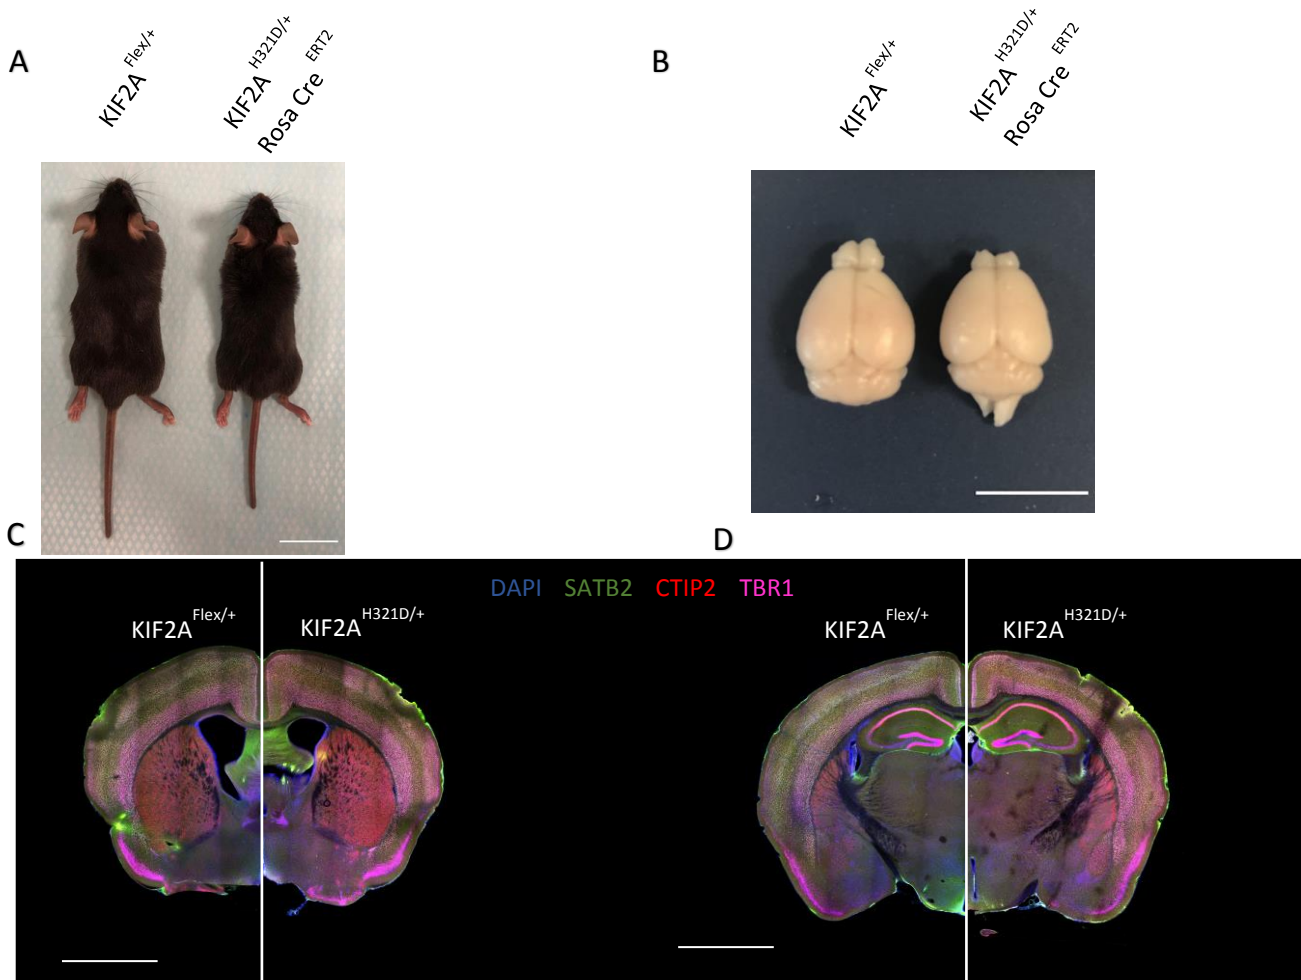 A
KIF2A Flex/+
KIF2A H321D/+
Rosa Cre ERT2
B
KIF2A Flex/+
KIF2A H321D/+
Rosa Cre ERT2
C
D
DAPI SATB2 CTIP2 TBR1
KIF2A Flex/+
KIF2A H321D/+
KIF2A Flex/+
KIF2A H321D/+